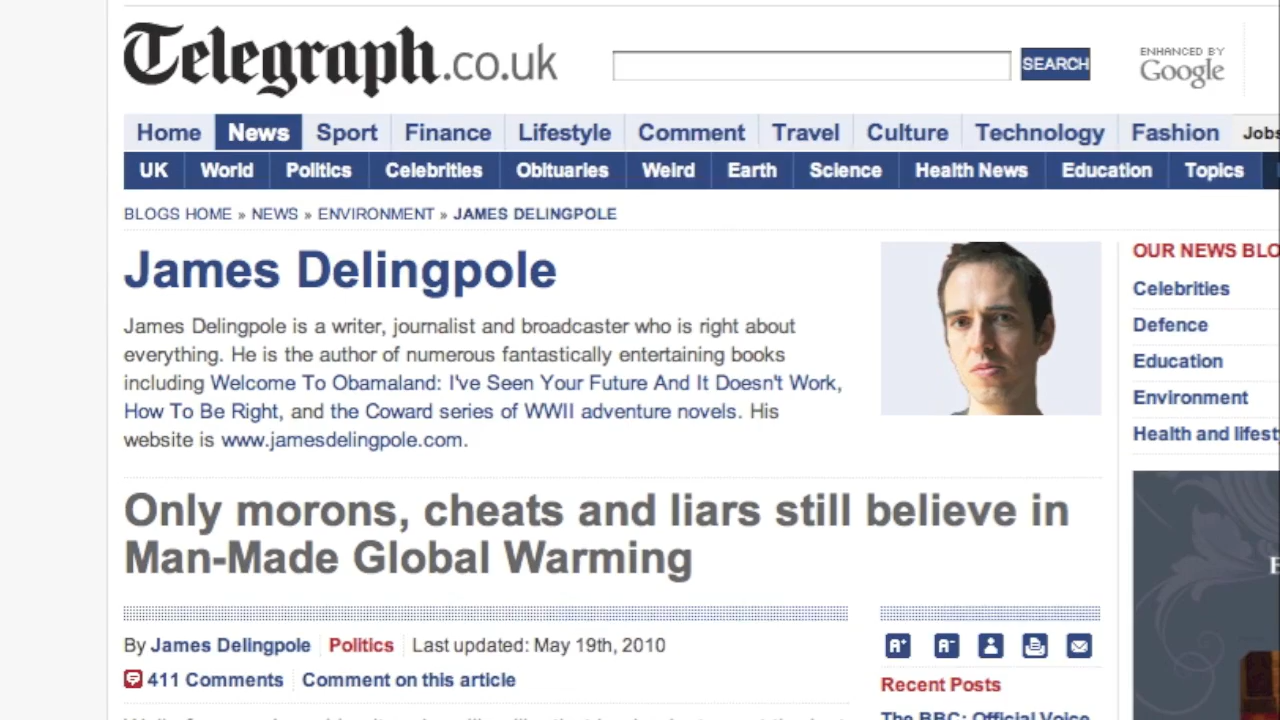 Telegraph.co.uk
SEARCH
ENHANCED BY
Google
Home News Sport Finance Lifestyle Comment Travel Culture Technology Fashion Jobs
UK World Politics Celebrities Obituaries Weird Earth Science Health News Education Topics
BLOGS HOME » NEWS » ENVIRONMENT » JAMES DELINGPOLE
James Delingpole
James Delingpole is a writer, journalist and broadcaster who is right about
everything. He is the author of numerous fantastically entertaining books
including Welcome To Obamaland: I've Seen Your Future And It Doesn't Work,
How To Be Right, and the Coward series of WWII adventure novels. His
website is www.jamesdelingpole.com.
OUR NEWS BLO
Celebrities
Defence
Education
Environment
Health and lifest
Only morons, cheats and liars still believe in
Man-Made Global Warming
By James Delingpole Politics Last updated: May 19th, 2010
411 Comments Comment on this article
A+ A-
Recent Posts
The BBC: Official Voice